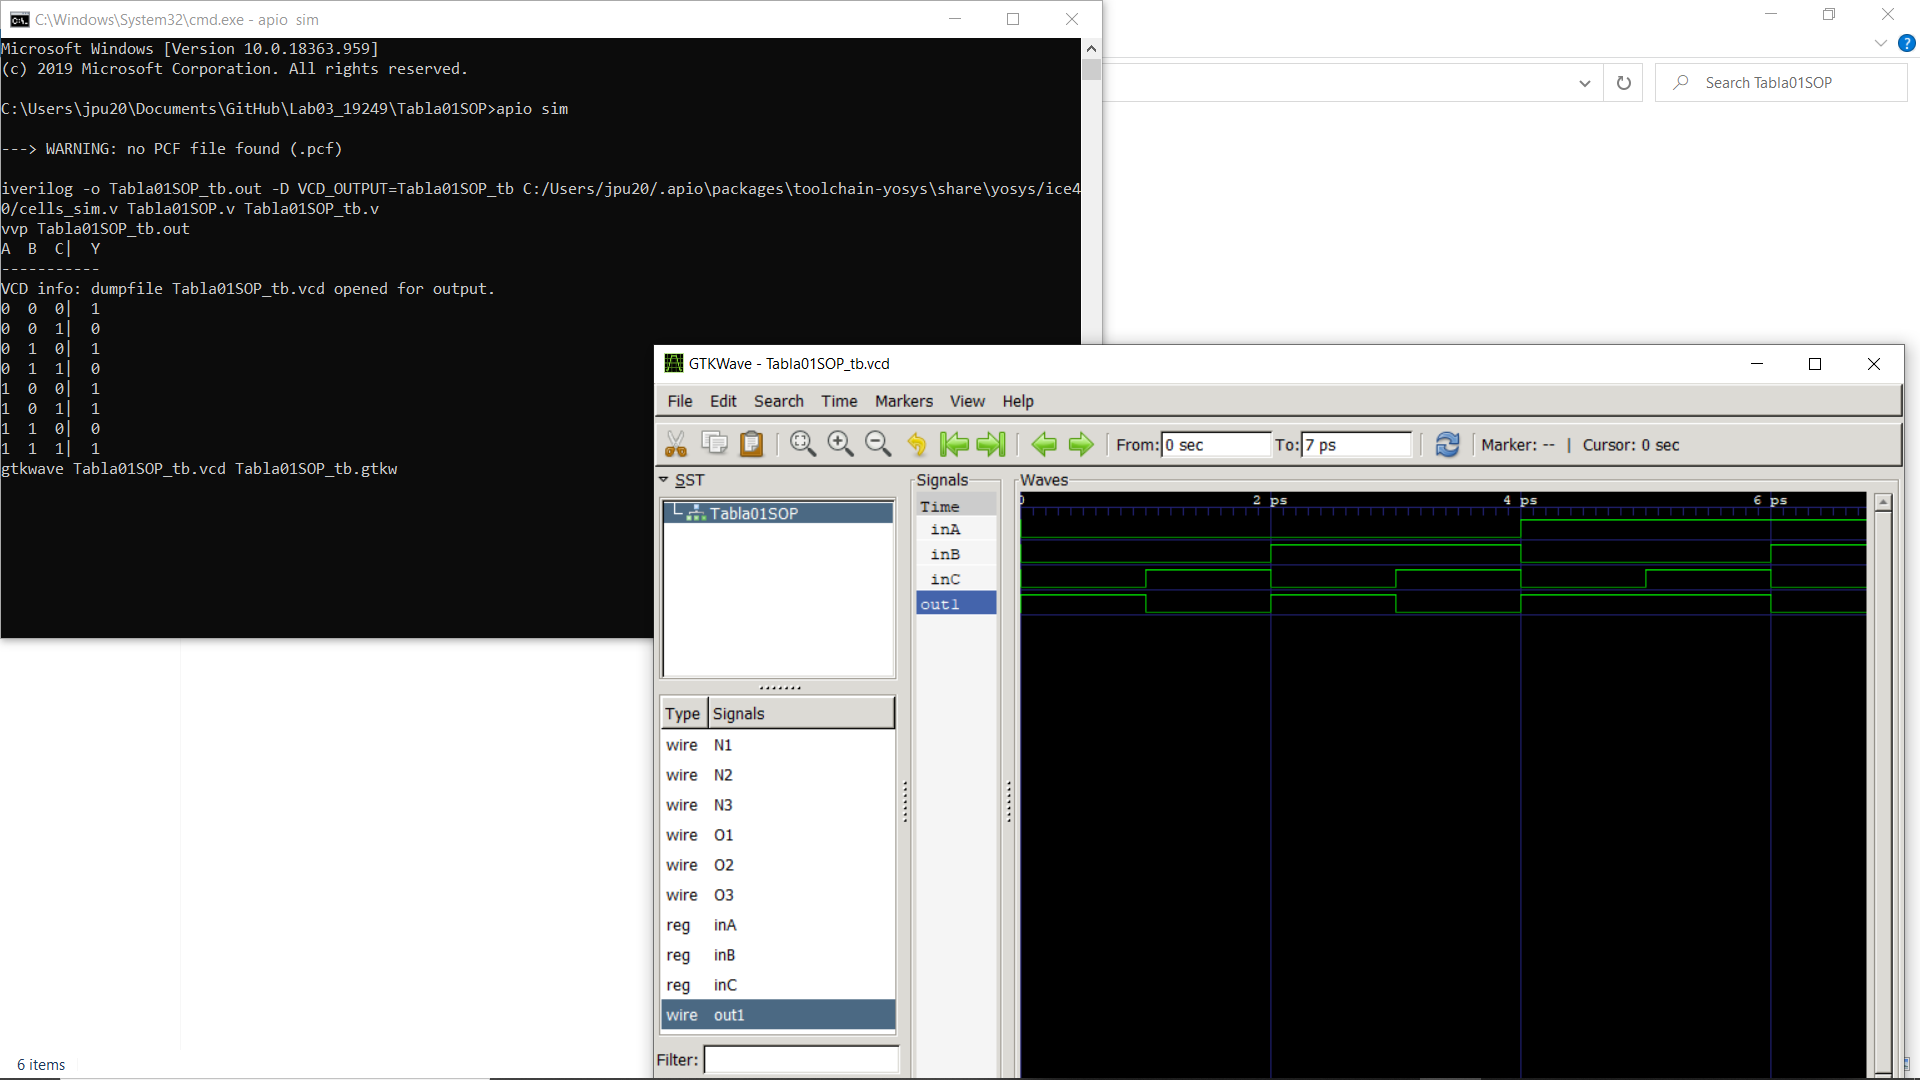 C:\Windows\System32\cmd.exe - apio sim
Microsoft Windows [Version 10.0.18363.959]
(c) 2019 Microsoft Corporation. All rights reserved.
C:\Users\jpu20\Documents\GitHub\Lab03_19249\Tabla01SOP>apio sim
---> WARNING: no PCF file found (.pcf)
iverilog -o Tabla01SOP_tb.out -D VCD_OUTPUT=Tabla01SOP_tb C:/Users/jpu20/.apio\packages\toolchain-yosys\share\yosys/ice4
0/cells_sim.v Tabla01SOP.v Tabla01SOP_tb.v
vvp Tabla01SOP_tb.out
A  B  C|  Y
-----------
VCD info: dumpfile Tabla01SOP_tb.vcd opened for output.
0  0  0|  1
0  0  1|  0
0  1  0|  1
0  1  1|  0
1  0  0|  1
1  0  1|  1
1  1  0|  0
1  1  1|  1
gtkwave Tabla01SOP_tb.vcd Tabla01SOP_tb.gtkw
Search Tabla01SOP
GTKWave - Tabla01SOP_tb.vcd
File Edit Search Time Markers View Help
From: 0 sec To: 7 ps Marker: -- | Cursor: 0 sec
SST
Tabla01SOP
Type Signals
wire N1
wire N2
wire N3
wire O1
wire O2
wire O3
reg inA
reg inB
reg inC
wire out1
Filter:
Signals
Time
inA
inB
inC
out1
Waves
0 2 ps 4 ps 6 ps
6 items